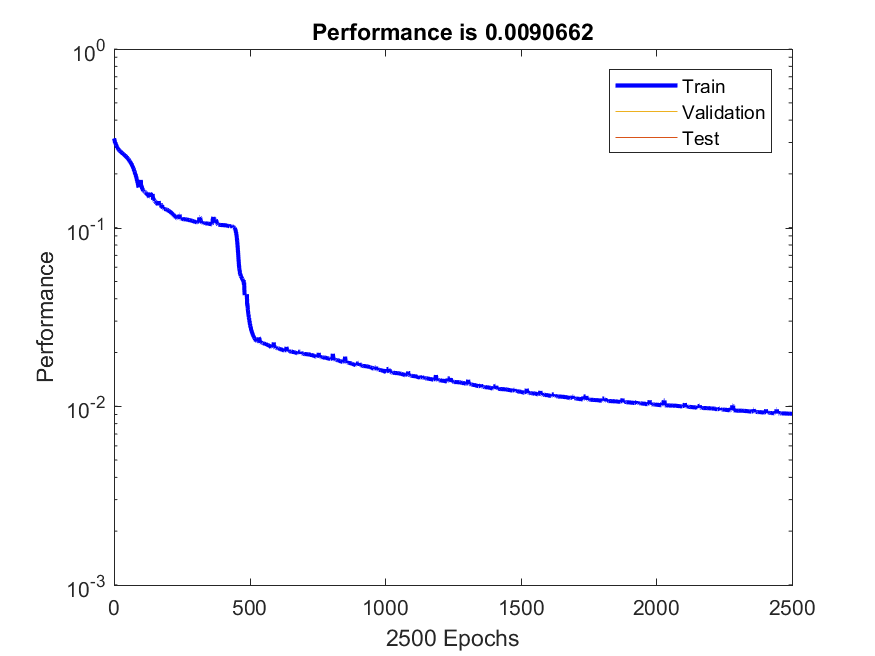 Performance is 0.0090662
10^0
10^-1
10^-2
10^-3
Performance
Train
Validation
Test
0 500 1000 1500 2000 2500
2500 Epochs